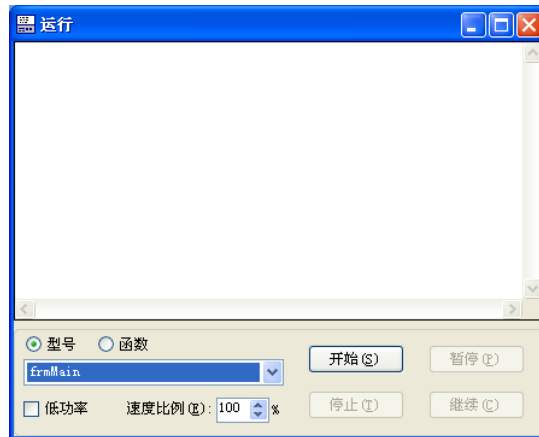 运行
型号 函数
frmMain
开始(S) 暂停(P)
低功率 速度比例(E): 100 % 停止(T) 继续(C)